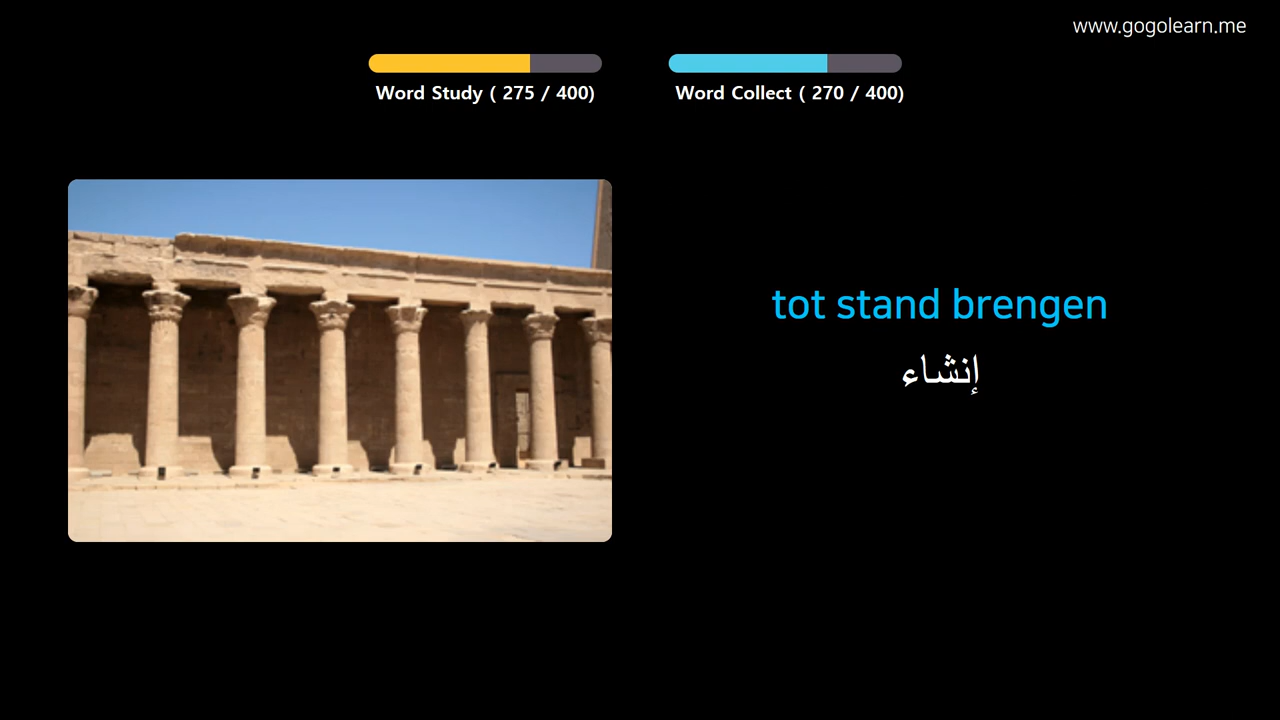 www.gogolearn.me
Word Study ( 275 / 400)
Word Collect ( 270 / 400)
tot stand brengen
إنشاء